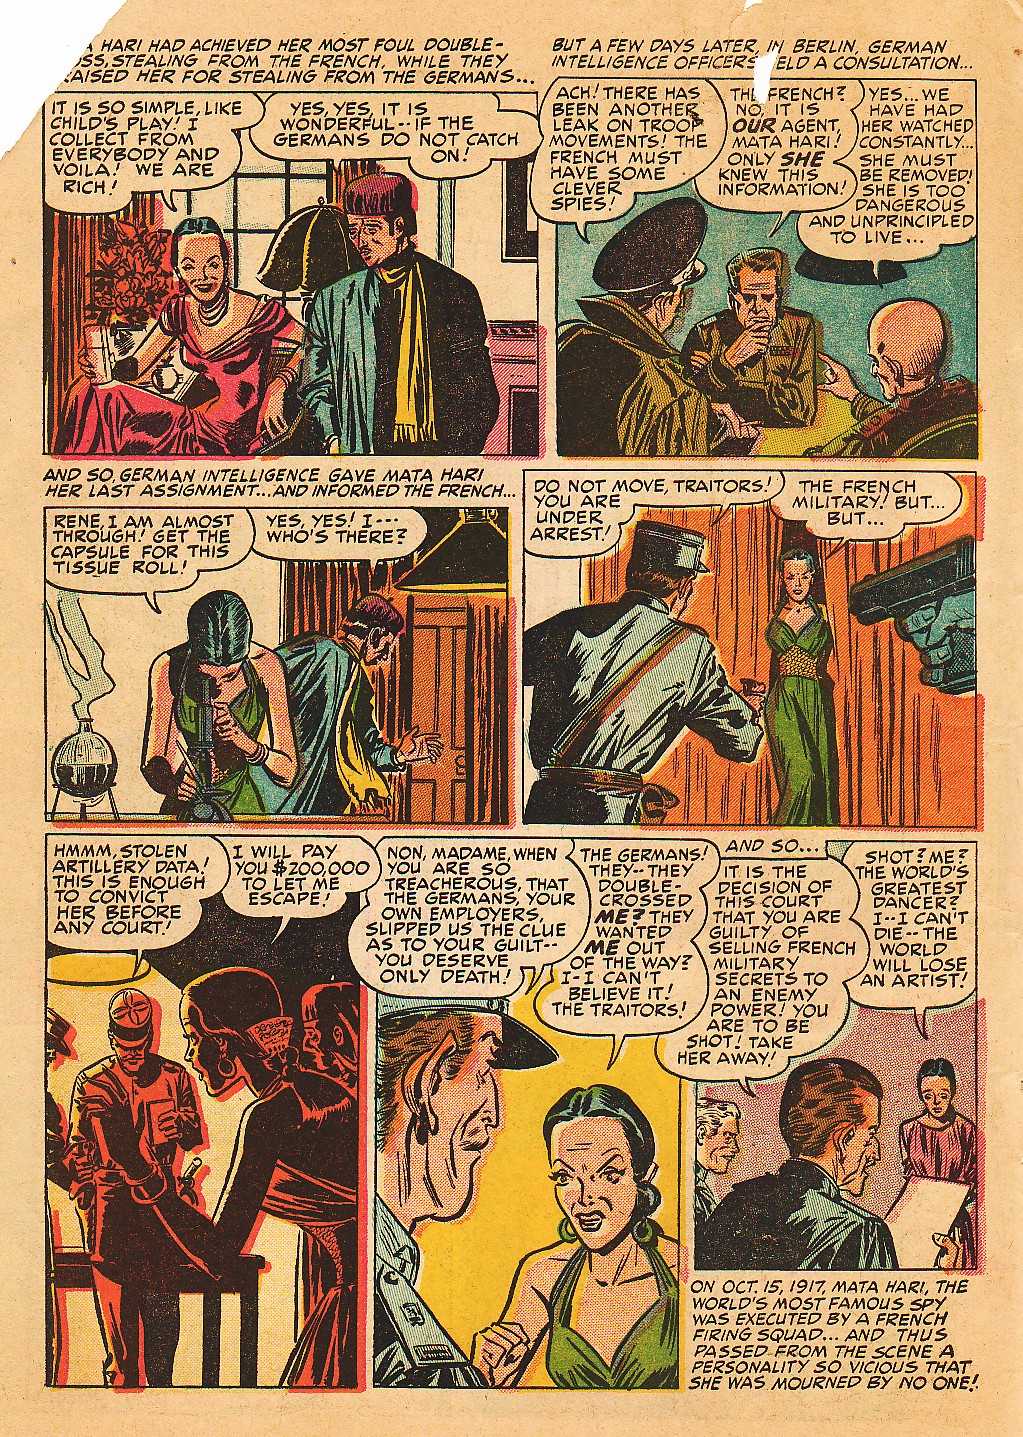 A HARI HAD ACHIEVED HER MOST FOUL DOUBLE-
OSS, STEALING FROM THE FRENCH, WHILE THEY
RAISED HER FOR STEALING FROM THE GERMANS...
IT IS SO SIMPLE, LIKE
CHILD'S PLAY! I
COLLECT FROM
EVERYBODY AND
VOILA! WE ARE
RICH!
YES, YES, IT IS
WONDERFUL--IF THE
GERMANS DO NOT CATCH
ON!
BUT A FEW DAYS LATER, IN BERLIN, GERMAN
INTELLIGENCE OFFICERS ELD A CONSULTATION...
ACH! THERE HAS
BEEN ANOTHER
LEAK ON TROOP
MOVEMENTS! THE
FRENCH MUST
HAVE SOME
CLEVER
SPIES!
THE FRENCH?
NO, IT IS
OUR AGENT,
MATA HARI!
ONLY SHE
KNEW THIS
INFORMATION!
YES... WE
HAVE HAD
HER WATCHED
CONSTANTLY...
SHE MUST
BE REMOVED!
SHE IS TOO
DANGEROUS
AND UNPRINCIPLED
TO LIVE...
AND SO, GERMAN INTELLIGENCE GAVE MATA HARI
HER LAST ASSIGNMENT...AND INFORMED THE FRENCH...
RENE, I AM ALMOST
THROUGH! GET THE
CAPSULE FOR THIS
TISSUE ROLL!
YES, YES! I---
WHO'S THERE?
DO NOT MOVE, TRAITORS!
YOU ARE
UNDER
ARREST!
THE FRENCH
MILITARY! BUT...
BUT...
HMMM, STOLEN
ARTILLERY DATA!
THIS IS ENOUGH
TO CONVICT
HER BEFORE
ANY COURT!
I WILL PAY
YOU $200,000
TO LET ME
ESCAPE!
NON, MADAME, WHEN
YOU ARE SO
TREACHEROUS, THAT
THE GERMANS, YOUR
OWN EMPLOYERS,
SLIPPED US THE CLUE
AS TO YOUR GUILT--
YOU DESERVE
ONLY DEATH!
THE GERMANS!
THEY--THEY
DOUBLE-
CROSSED
ME? THEY
WANTED
ME OUT
OF THE WAY?
I-I CAN'T
BELIEVE IT!
THE TRAITORS!
AND SO...
IT IS THE
DECISION OF
THIS COURT
THAT YOU ARE
GUILTY OF
SELLING FRENCH
MILITARY
SECRETS TO
AN ENEMY
POWER! YOU
ARE TO BE
SHOT! TAKE
HER AWAY!
SHOT? ME?
THE WORLD'S
GREATEST
DANCER?
I--I CAN'T
DIE--THE
WORLD
WILL LOSE
AN ARTIST!
ON OCT. 15, 1917, MATA HARI, THE
WORLD'S MOST FAMOUS SPY
WAS EXECUTED BY A FRENCH
FIRING SQUAD... AND THUS
PASSED FROM THE SCENE A
PERSONALITY SO VICIOUS THAT
SHE WAS MOURNED BY NO ONE!